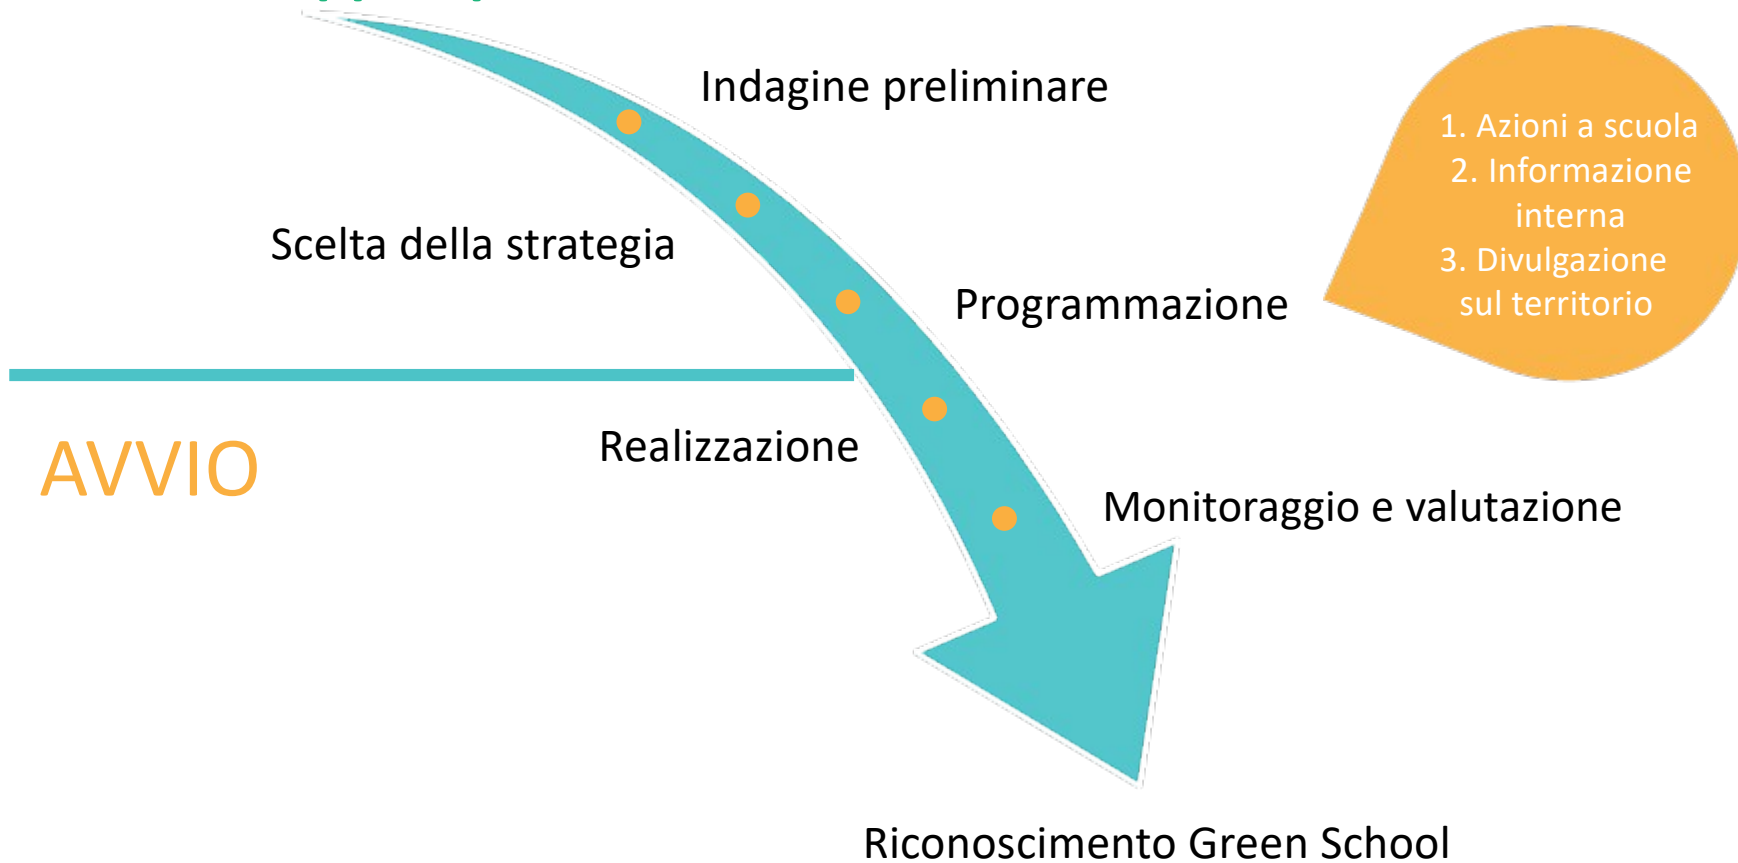 Indagine preliminare
1. Azioni a scuola
2. Informazione
interna
3. Divulgazione
sul territorio
Scelta della strategia
Programmazione
Realizzazione
AVVIO
Monitoraggio e valutazione
Riconoscimento Green School